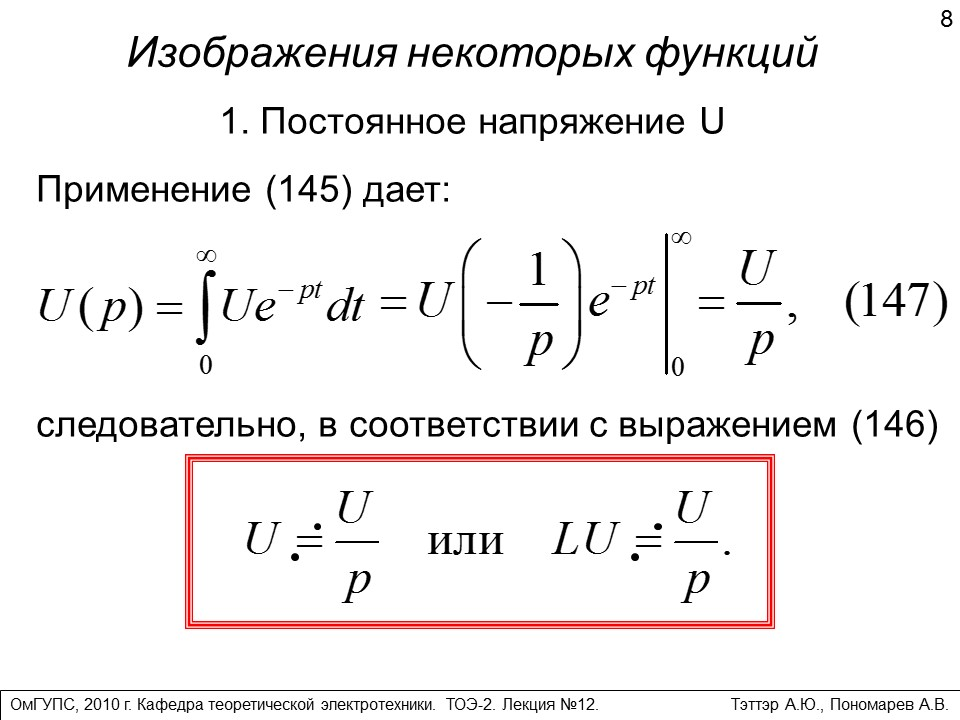 8
Изображения некоторых функций
1. Постоянное напряжение U
Применение (145) дает:
U(p) = ∫₀^∞ Ue^{−pt}dt = U(−1/p)e^{−pt}|₀^∞ = U/p, (147)
следовательно, в соответствии с выражением (146)
U ≓ U/p или LU ≓ U/p.
ОмГУПС, 2010 г. Кафедра теоретической электротехники. ТОЭ-2. Лекция №12. Тэттэр А.Ю., Пономарев А.В.